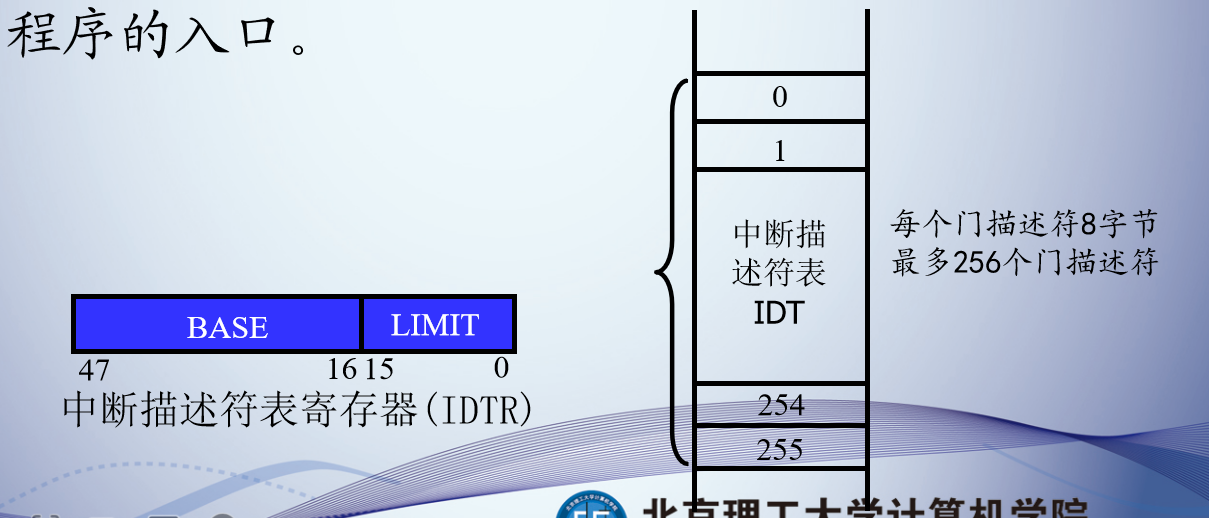 程序的入口。
0
1
中断描
述符表
IDT
每个门描述符8字节
最多256个门描述符
BASE
LIMIT
47
16
15
0
中断描述符表寄存器(IDTR)
254
255
北京理工大学计算机学院